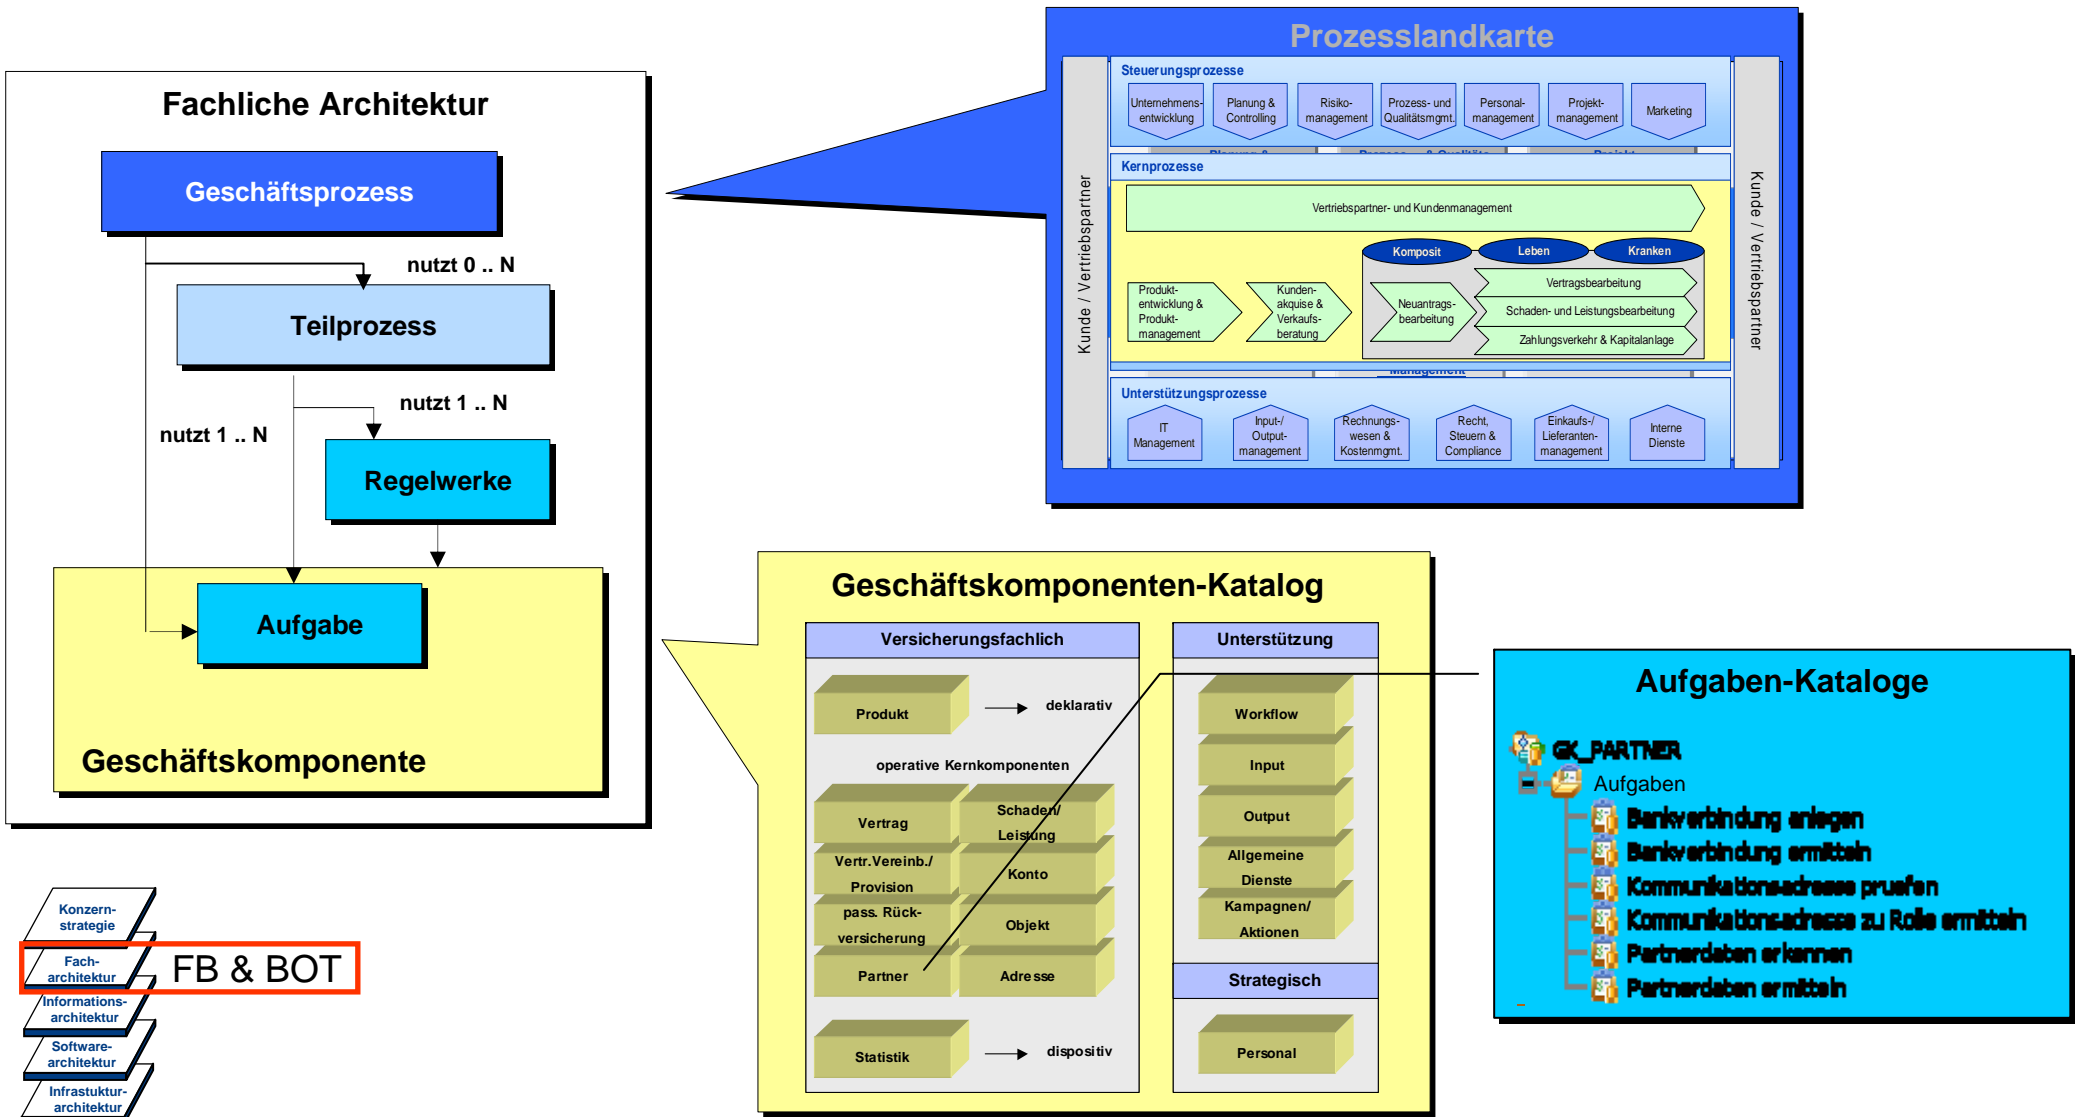 Fachliche Architektur
Geschäftsprozess
nutzt 0 .. N
Teilprozess
nutzt 1 .. N
nutzt 1 .. N
Regelwerke
Aufgabe
Geschäftskomponente
Konzern-
strategie
Fach-
architektur
FB & BOT
Informations-
architektur
Software-
architektur
Infrastuktur-
architektur
Prozesslandkarte
Kunde / Vertriebspartner
Steuerungsprozesse
Unternehmens-
entwicklung
Planung &
Controlling
Risiko-
management
Prozess- und
Qualitätsmgmt.
Personal-
management
Projekt-
management
Marketing
Kernprozesse
Vertriebspartner- und Kundenmanagement
Komposit
Leben
Kranken
Produkt-
entwicklung &
Produkt-
management
Kunden-
akquise &
Verkaufs-
beratung
Neuantrags-
bearbeitung
Vertragsbearbeitung
Schaden- und Leistungsbearbeitung
Zahlungsverkehr & Kapitalanlage
Management
Unterstützungsprozesse
IT
Management
Input-/
Output-
management
Rechnungs-
wesen &
Kostenmgmt.
Recht,
Steuern &
Compliance
Einkaufs-/
Lieferanten-
management
Interne
Dienste
Kunde / Vertriebspartner
Geschäftskomponenten-Katalog
Versicherungsfachlich
Produkt
deklarativ
operative Kernkomponenten
Vertrag
Schaden/
Leistung
Vertr.Vereinb./
Provision
Konto
pass. Rück-
versicherung
Objekt
Partner
Adresse
Statistik
dispositiv
Unterstützung
Workflow
Input
Output
Allgemeine
Dienste
Kampagnen/
Aktionen
Strategisch
Personal
Aufgaben-Kataloge
GK_PARTNER
Aufgaben
Bankverbindung anlegen
Bankverbindung ermitteln
Kommunikationsadresse pruefen
Kommunikationsadresse zu Rolle ermitteln
Partnerdaten erkennen
Partnerdaten ermitteln